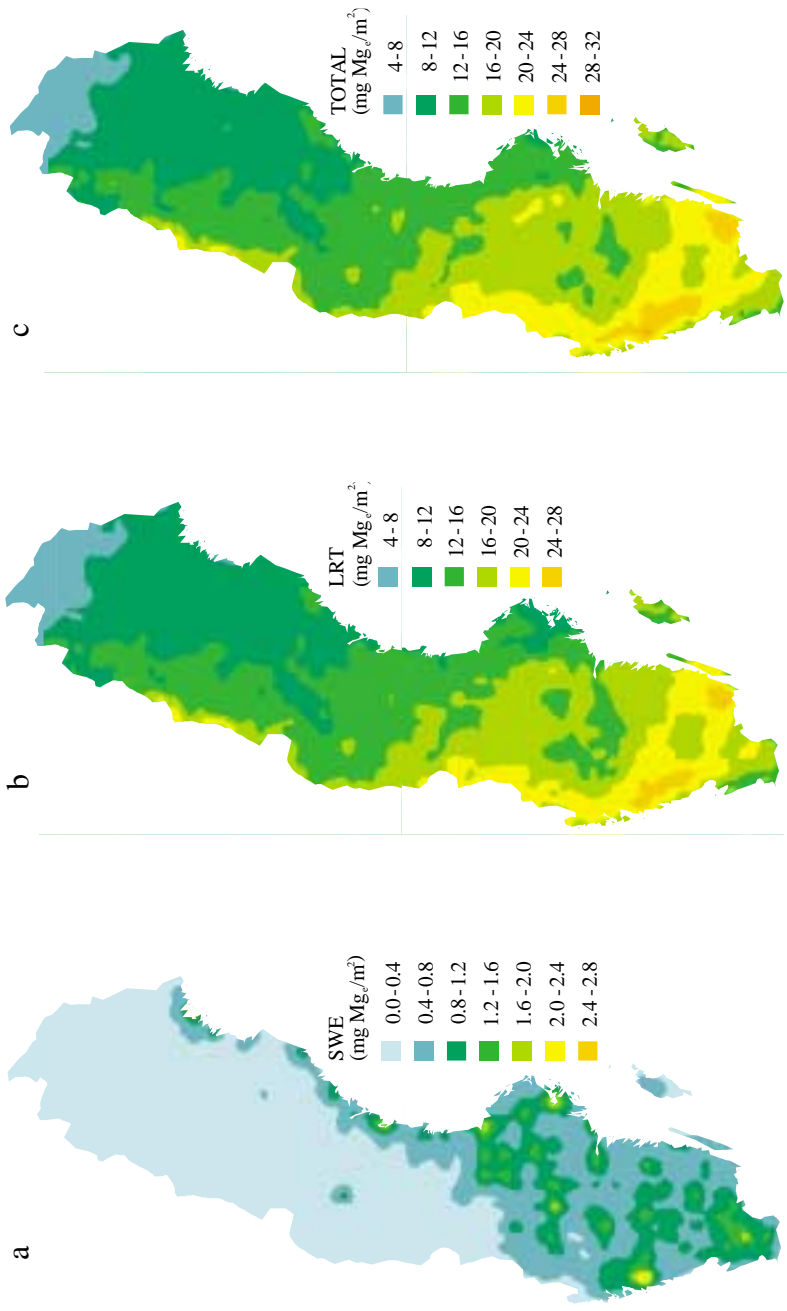 a
SWE
(mg Mg₍ₑ₎/m²)
0.0-0.4
0.4-0.8
0.8-1.2
1.2-1.6
1.6-2.0
2.0-2.4
2.4-2.8
b
LRT
(mg Mg₍ₑ₎/m²)
4-8
8-12
12-16
16-20
20-24
24-28
c
TOTAL
(mg Mg₍ₑ₎/m²)
4-8
8-12
12-16
16-20
20-24
24-28
28-32